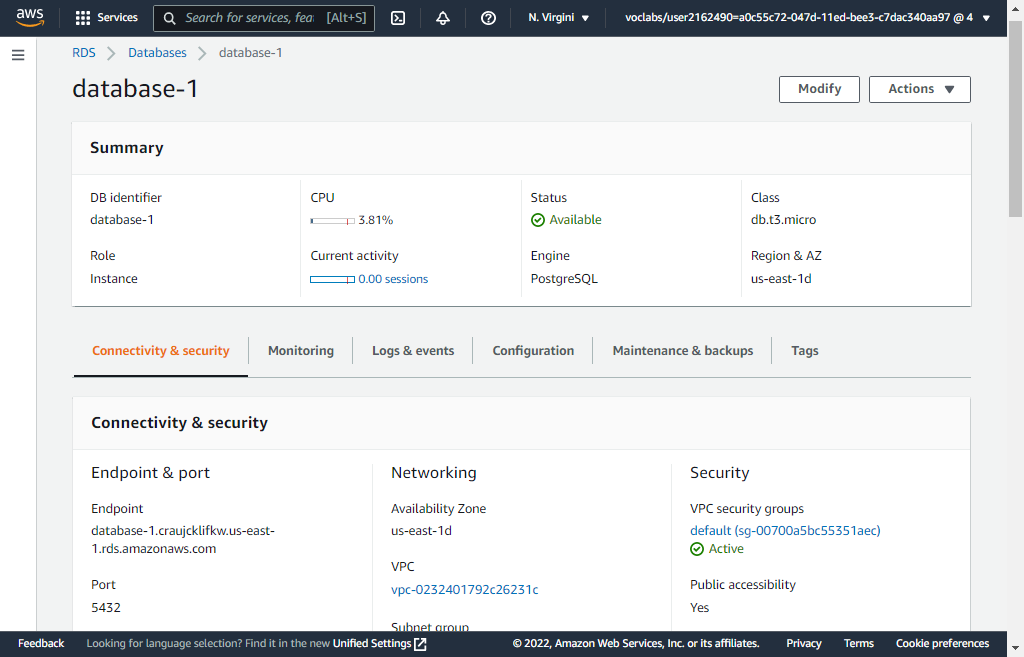 aws
Services
Search for services, fea [Alt+S]
N. Virgini
voclabs/user2162490=a0c55c72-047d-11ed-bee3-c7dac340aa97 @ 4
RDS
Databases
database-1
database-1
Modify
Actions
Summary
DB identifier
database-1
CPU
3.81%
Status
Available
Class
db.t3.micro
Role
Instance
Current activity
0.00 sessions
Engine
PostgreSQL
Region & AZ
us-east-1d
Connectivity & security
Monitoring
Logs & events
Configuration
Maintenance & backups
Tags
Connectivity & security
Endpoint & port
Endpoint
database-1.craujcklifkw.us-east-
1.rds.amazonaws.com
Port
5432
Networking
Availability Zone
us-east-1d
VPC
vpc-0232401792c26231c
Subnet group
Security
VPC security groups
default (sg-00700a5bc55351aec)
Active
Public accessibility
Yes
Feedback
Looking for language selection? Find it in the new Unified Settings
© 2022, Amazon Web Services, Inc. or its affiliates.
Privacy
Terms
Cookie preferences